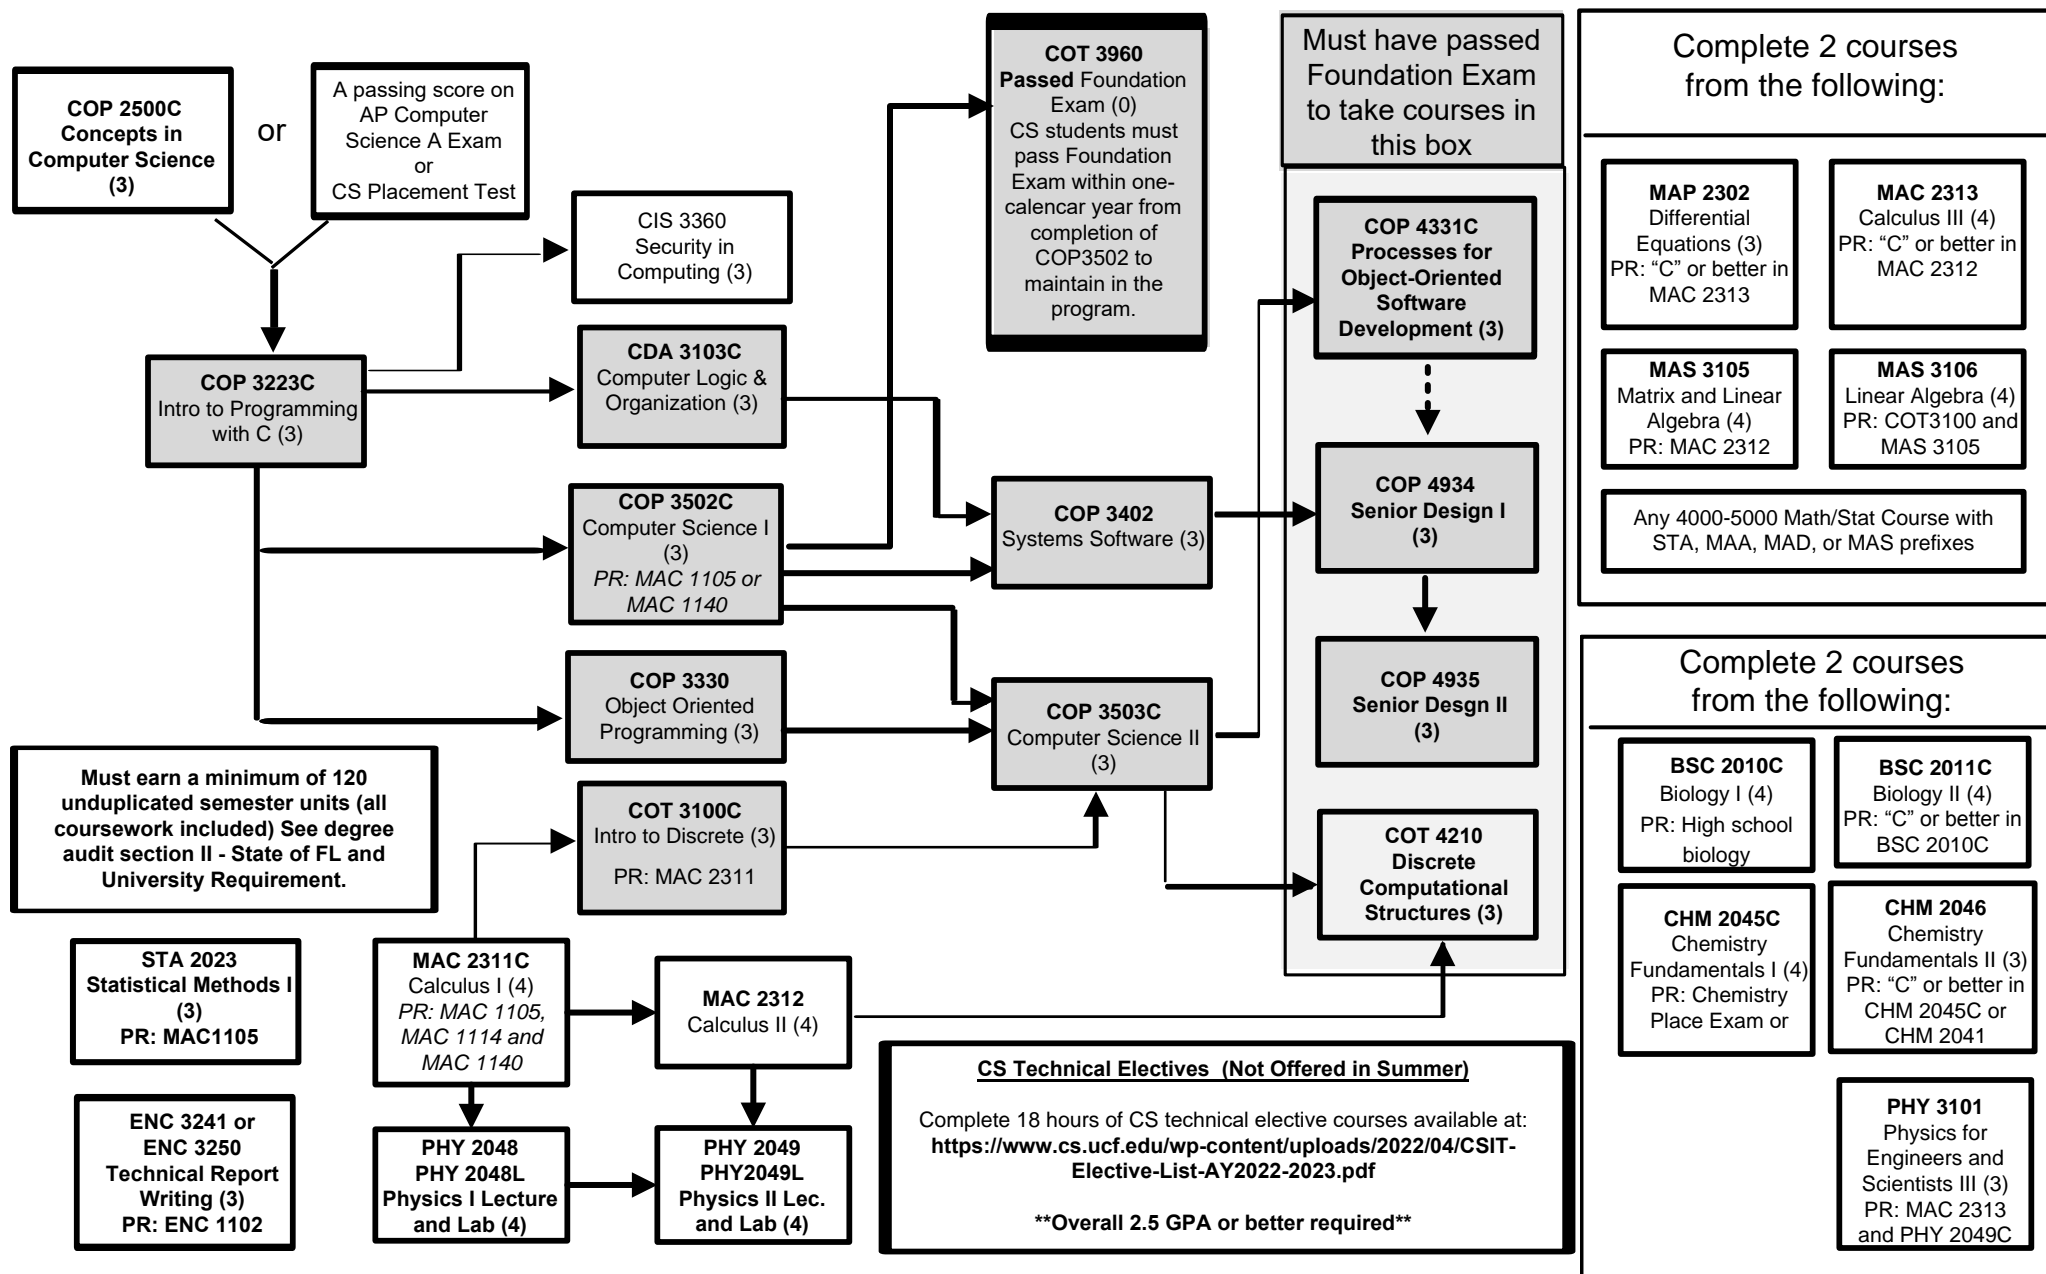 COP 2500C
Concepts in
Computer Science
(3)
or
A passing score on
AP Computer
Science A Exam
or
CS Placement Test
COP 3223C
Intro to Programming
with C (3)
CIS 3360
Security in
Computing (3)
CDA 3103C
Computer Logic &
Organization (3)
COP 3502C
Computer Science I
(3)
PR: MAC 1105 or
MAC 1140
COP 3330
Object Oriented
Programming (3)
COT 3100C
Intro to Discrete (3)
PR: MAC 2311
COT 3960
Passed Foundation
Exam (0)
CS students must
pass Foundation
Exam within one-
calencar year from
completion of
COP3502 to
maintain in the
program.
COP 3402
Systems Software (3)
COP 3503C
Computer Science II
(3)
Must have passed
Foundation Exam
to take courses in
this box
COP 4331C
Processes for
Object-Oriented
Software
Development (3)
COP 4934
Senior Design I
(3)
COP 4935
Senior Desgn II
(3)
COT 4210
Discrete
Computational
Structures (3)
Must earn a minimum of 120
unduplicated semester units (all
coursework included) See degree
audit section II - State of FL and
University Requirement.
STA 2023
Statistical Methods I
(3)
PR: MAC1105
ENC 3241 or
ENC 3250
Technical Report
Writing (3)
PR: ENC 1102
MAC 2311C
Calculus I (4)
PR: MAC 1105,
MAC 1114 and
MAC 1140
MAC 2312
Calculus II (4)
PHY 2048
PHY 2048L
Physics I Lecture
and Lab (4)
PHY 2049
PHY2049L
Physics II Lec.
and Lab (4)
CS Technical Electives (Not Offered in Summer)
Complete 18 hours of CS technical elective courses available at:
https://www.cs.ucf.edu/wp-content/uploads/2022/04/CSIT-
Elective-List-AY2022-2023.pdf
**Overall 2.5 GPA or better required**
Complete 2 courses
from the following:
MAP 2302
Differential
Equations (3)
PR: “C” or better in
MAC 2313
MAC 2313
Calculus III (4)
PR: “C” or better in
MAC 2312
MAS 3105
Matrix and Linear
Algebra (4)
PR: MAC 2312
MAS 3106
Linear Algebra (4)
PR: COT3100 and
MAS 3105
Any 4000-5000 Math/Stat Course with
STA, MAA, MAD, or MAS prefixes
Complete 2 courses
from the following:
BSC 2010C
Biology I (4)
PR: High school
biology
BSC 2011C
Biology II (4)
PR: “C” or better in
BSC 2010C
CHM 2045C
Chemistry
Fundamentals I (4)
PR: Chemistry
Place Exam or
CHM 2046
Chemistry
Fundamentals II (3)
PR: “C” or better in
CHM 2045C or
CHM 2041
PHY 3101
Physics for
Engineers and
Scientists III (3)
PR: MAC 2313
and PHY 2049C